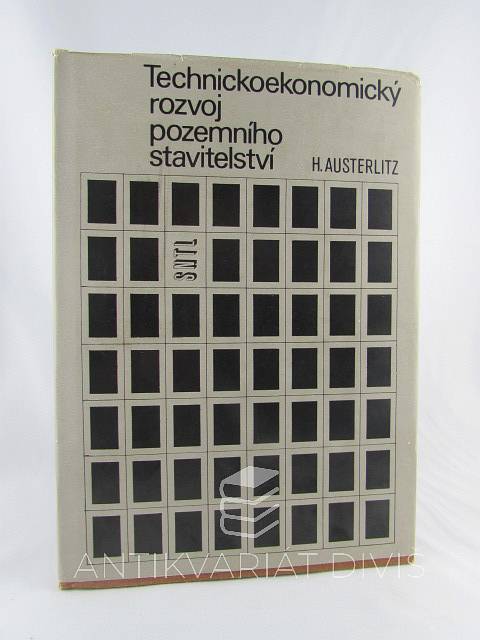 Technickoekonomický
rozvoj
pozemního
stavitelství
H. AUSTERLITZ
SNTL
ANTIKVARIAT DIVIS